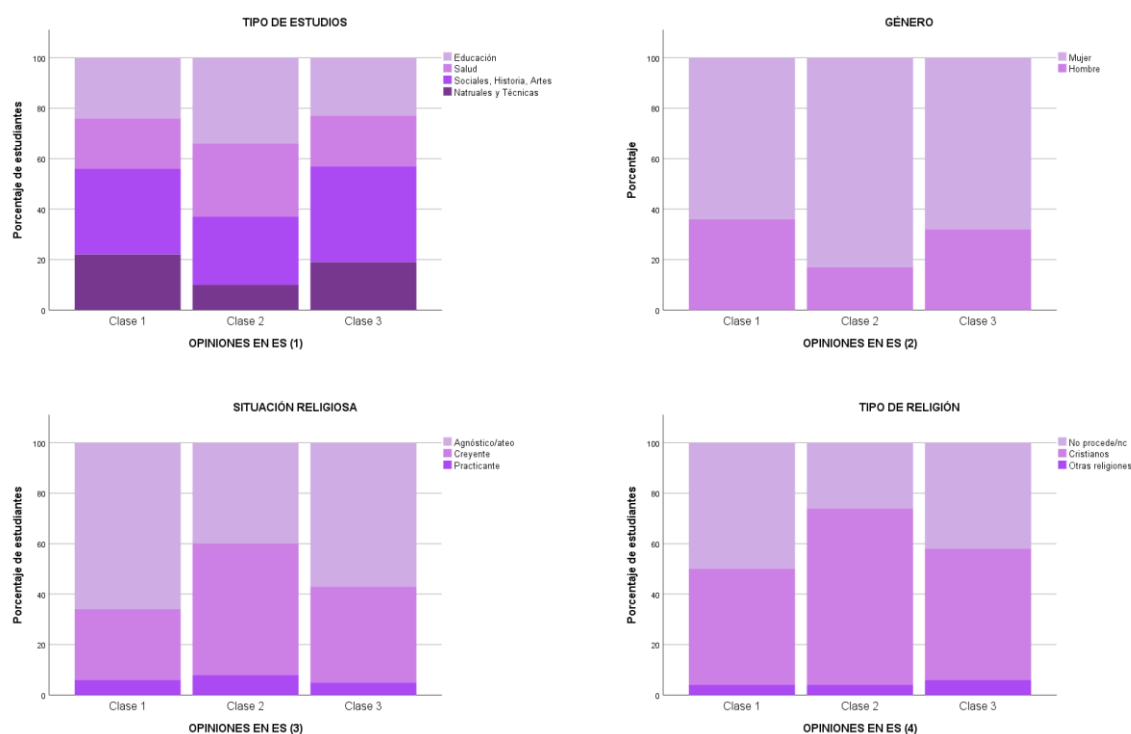 TIPO DE ESTUDIOS
Educación
Salud
Sociales, Historia, Artes
Natruales y Técnicas
Porcentaje de estudiantes
100
80
60
40
20
0
Clase 1 Clase 2 Clase 3
OPINIONES EN ES (1)
GÉNERO
Mujer
Hombre
Porcentaje
100
80
60
40
20
0
Clase 1 Clase 2 Clase 3
OPINIONES EN ES (2)
SITUACIÓN RELIGIOSA
Agnóstico/ateo
Creyente
Practicante
Porcentaje de estudiantes
100
80
60
40
20
0
Clase 1 Clase 2 Clase 3
OPINIONES EN ES (3)
TIPO DE RELIGIÓN
No procede/nc
Cristianos
Otras religiones
Porcentaje de estudiantes
100
80
60
40
20
0
Clase 1 Clase 2 Clase 3
OPINIONES EN ES (4)